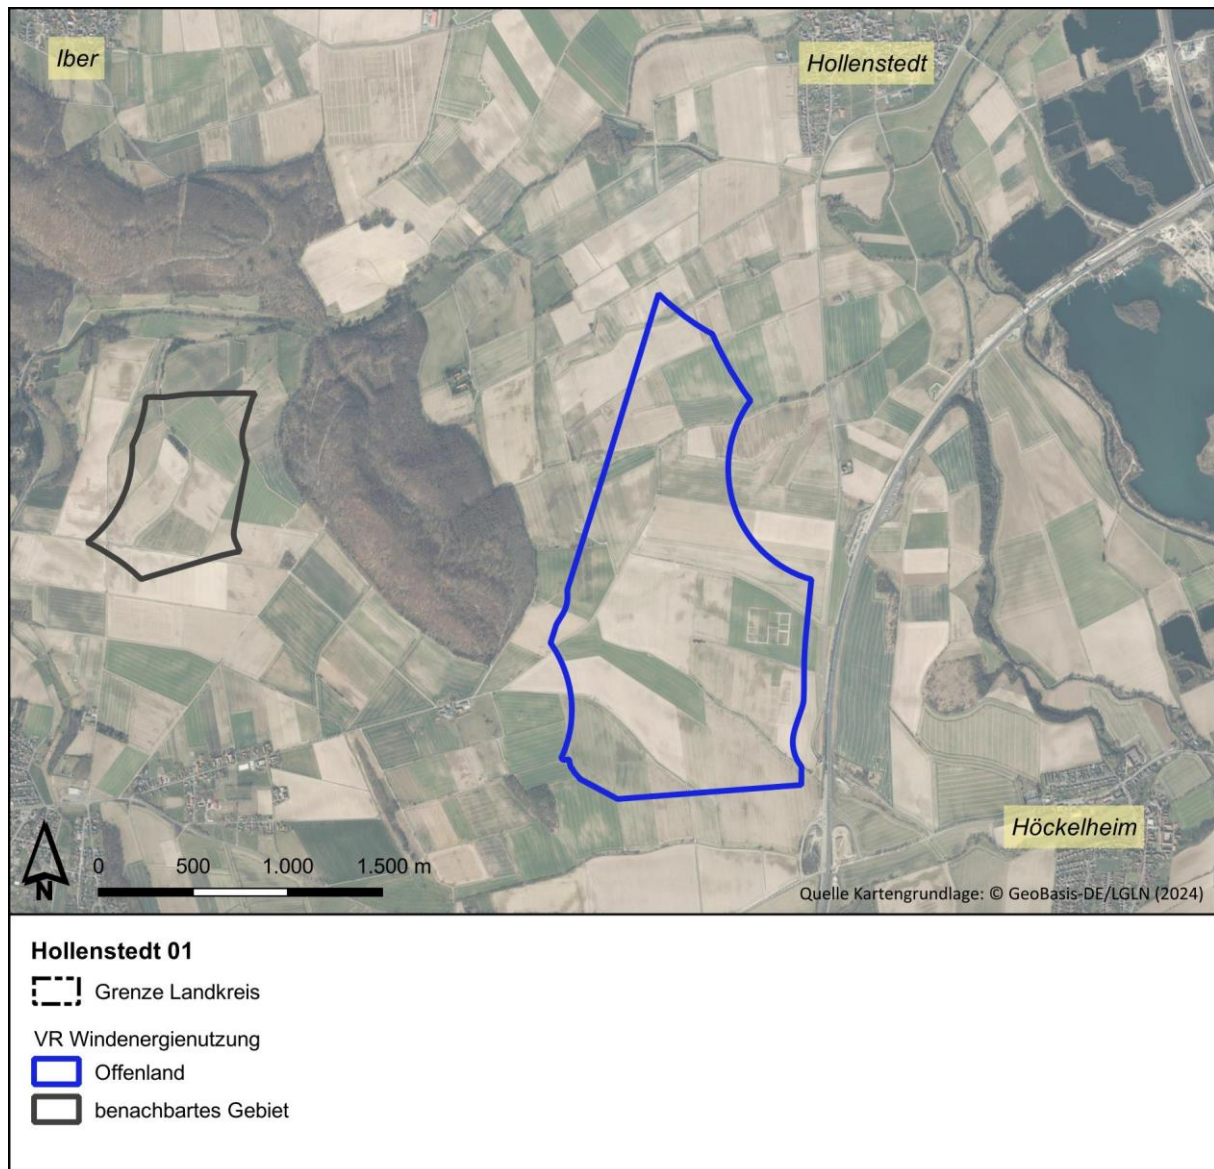 Iber
Hollenstedt
Höckelheim
N
0 500 1.000 1.500 m
Quelle Kartengrundlage: © GeoBasis-DE/LGLN (2024)
Hollenstedt 01
Grenze Landkreis
VR Windenergienutzung
Offenland
benachbartes Gebiet